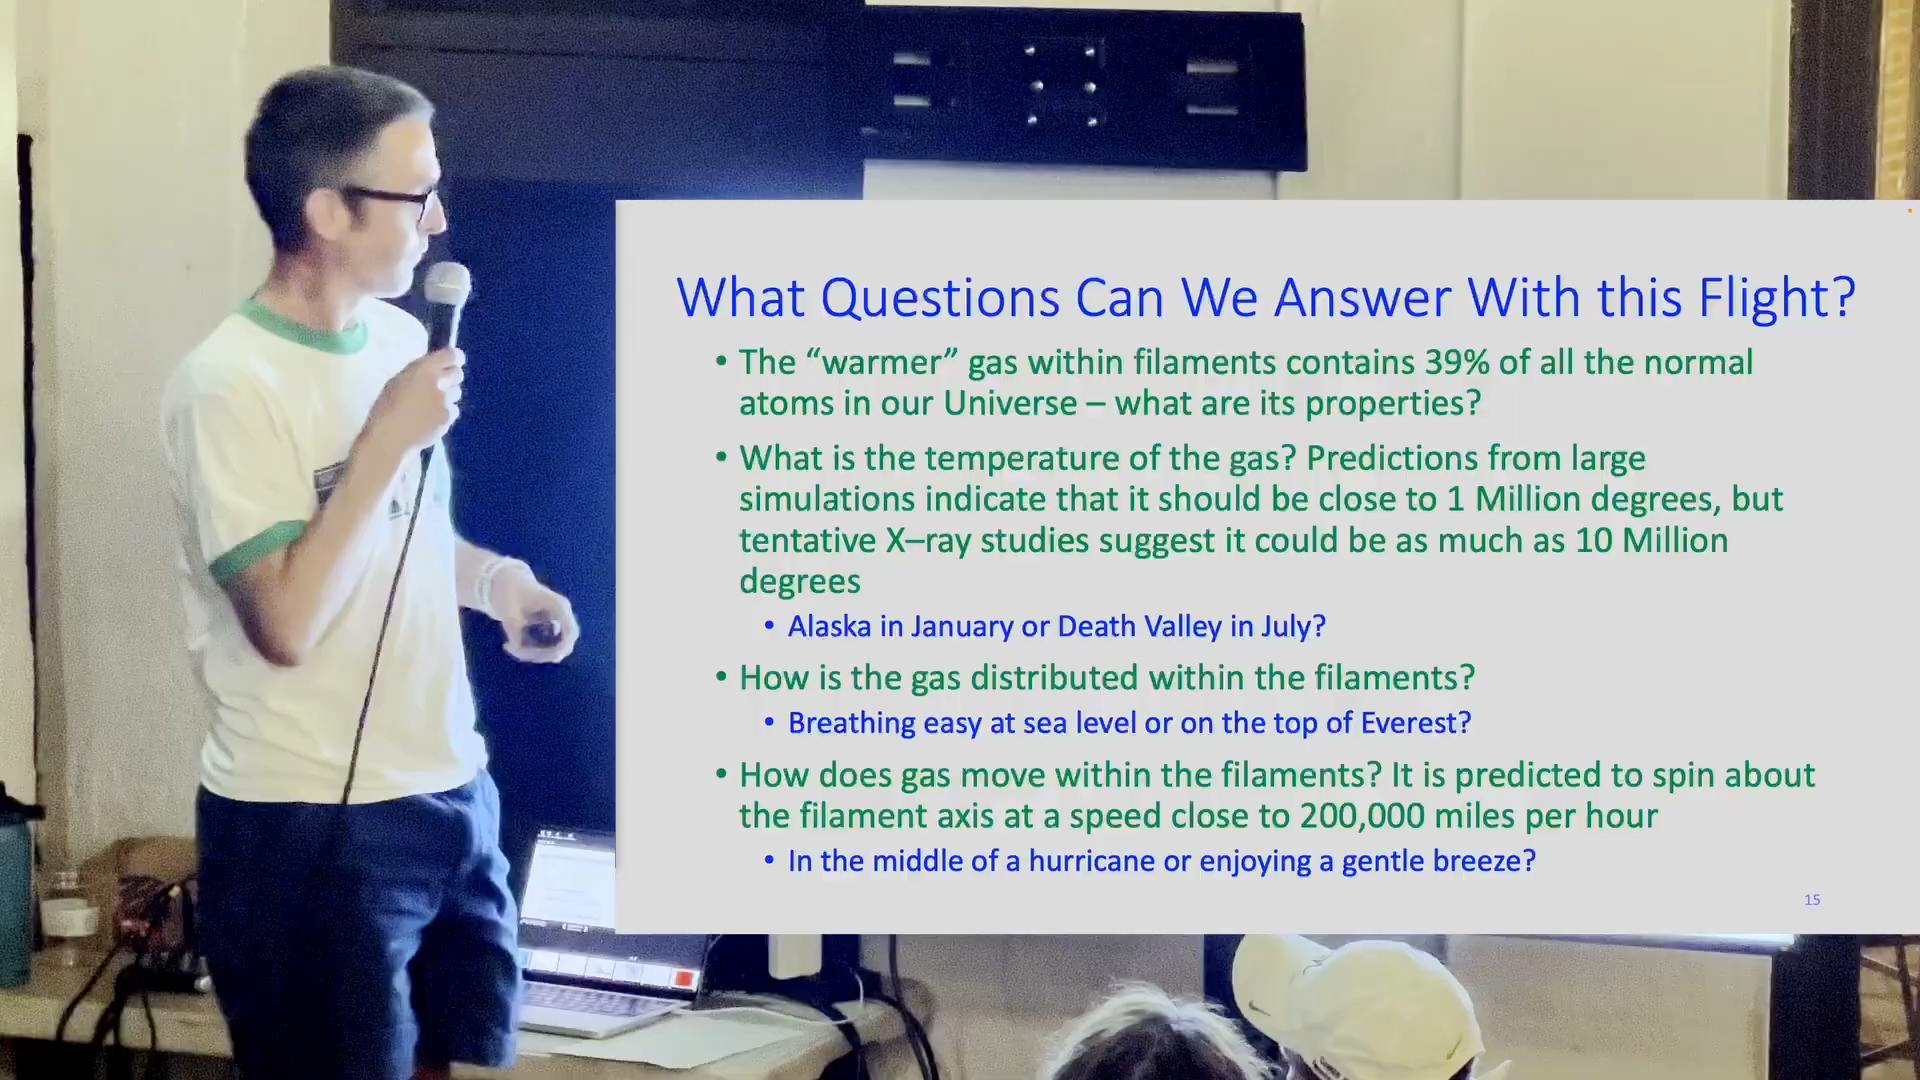 What Questions Can We Answer With this Flight?
• The “warmer” gas within filaments contains 39% of all the normal
atoms in our Universe – what are its properties?
• What is the temperature of the gas? Predictions from large
simulations indicate that it should be close to 1 Million degrees, but
tentative X–ray studies suggest it could be as much as 10 Million
degrees
• Alaska in January or Death Valley in July?
• How is the gas distributed within the filaments?
• Breathing easy at sea level or on the top of Everest?
• How does gas move within the filaments? It is predicted to spin about
the filament axis at a speed close to 200,000 miles per hour
• In the middle of a hurricane or enjoying a gentle breeze?
15